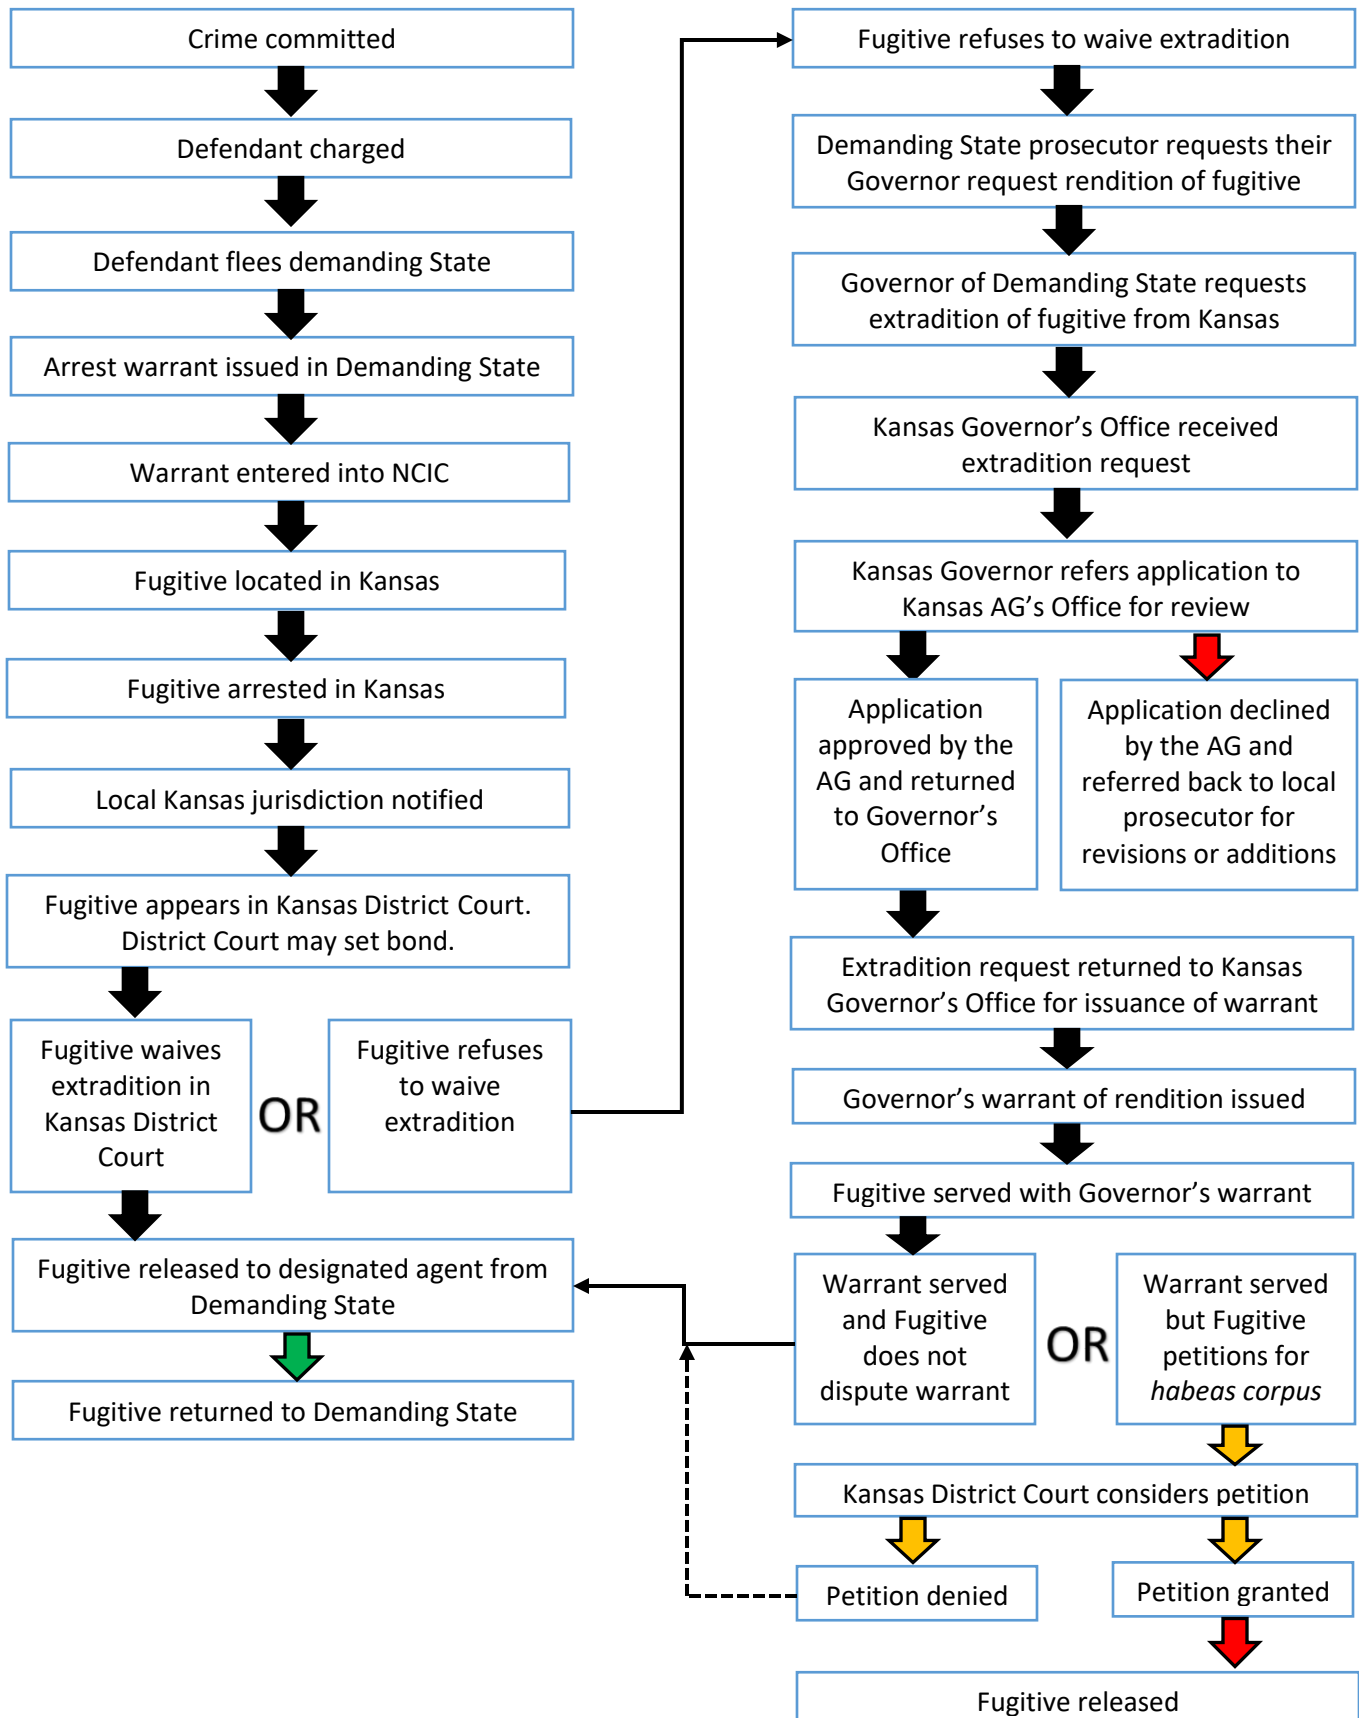 Crime committed
Defendant charged
Defendant flees demanding State
Arrest warrant issued in Demanding State
Warrant entered into NCIC
Fugitive located in Kansas
Fugitive arrested in Kansas
Local Kansas jurisdiction notified
Fugitive appears in Kansas District Court.
District Court may set bond.
Fugitive waives
extradition in
Kansas District
Court
OR
Fugitive refuses
to waive
extradition
Fugitive released to designated agent from
Demanding State
Fugitive returned to Demanding State
Fugitive refuses to waive extradition
Demanding State prosecutor requests their
Governor request rendition of fugitive
Governor of Demanding State requests
extradition of fugitive from Kansas
Kansas Governor’s Office received
extradition request
Kansas Governor refers application to
Kansas AG’s Office for review
Application
approved by the
AG and returned
to Governor’s
Office
Application declined
by the AG and
referred back to local
prosecutor for
revisions or additions
Extradition request returned to Kansas
Governor’s Office for issuance of warrant
Governor’s warrant of rendition issued
Fugitive served with Governor’s warrant
Warrant served
and Fugitive
does not
dispute warrant
OR
Warrant served
but Fugitive
petitions for
habeas corpus
Kansas District Court considers petition
Petition denied
Petition granted
Fugitive released